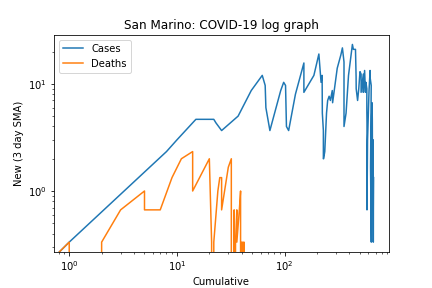 San Marino: COVID-19 log graph
Cases
Deaths
New (3 day SMA)
10¹
10⁰
10⁰ 10¹ 10²
Cumulative